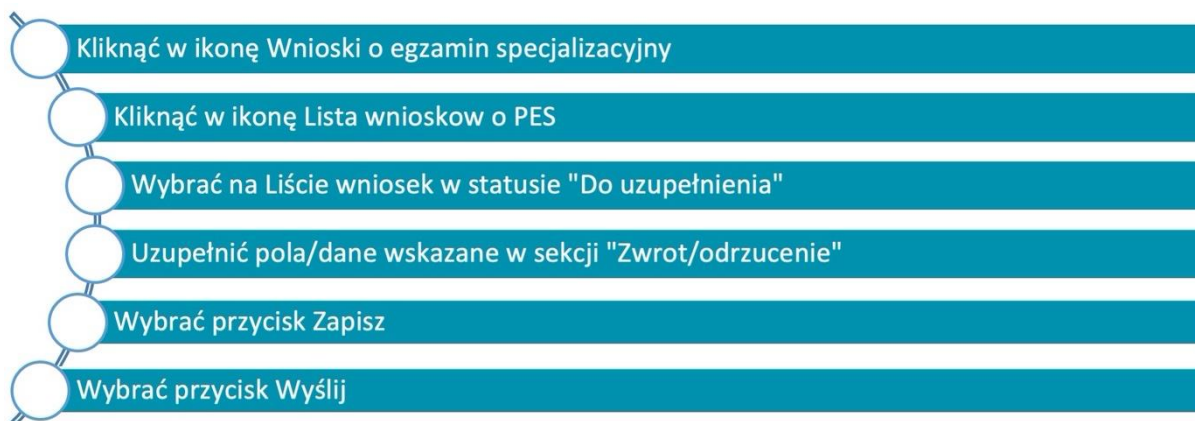 Kliknąć w ikonę Wnioski o egzamin specjalizacyjny
Kliknąć w ikonę Lista wnioskow o PES
Wybrać na Liście wniosek w statusie "Do uzupełnienia"
Uzupełnić pola/dane wskazane w sekcji "Zwrot/odrzucenie"
Wybrać przycisk Zapisz
Wybrać przycisk Wyślij